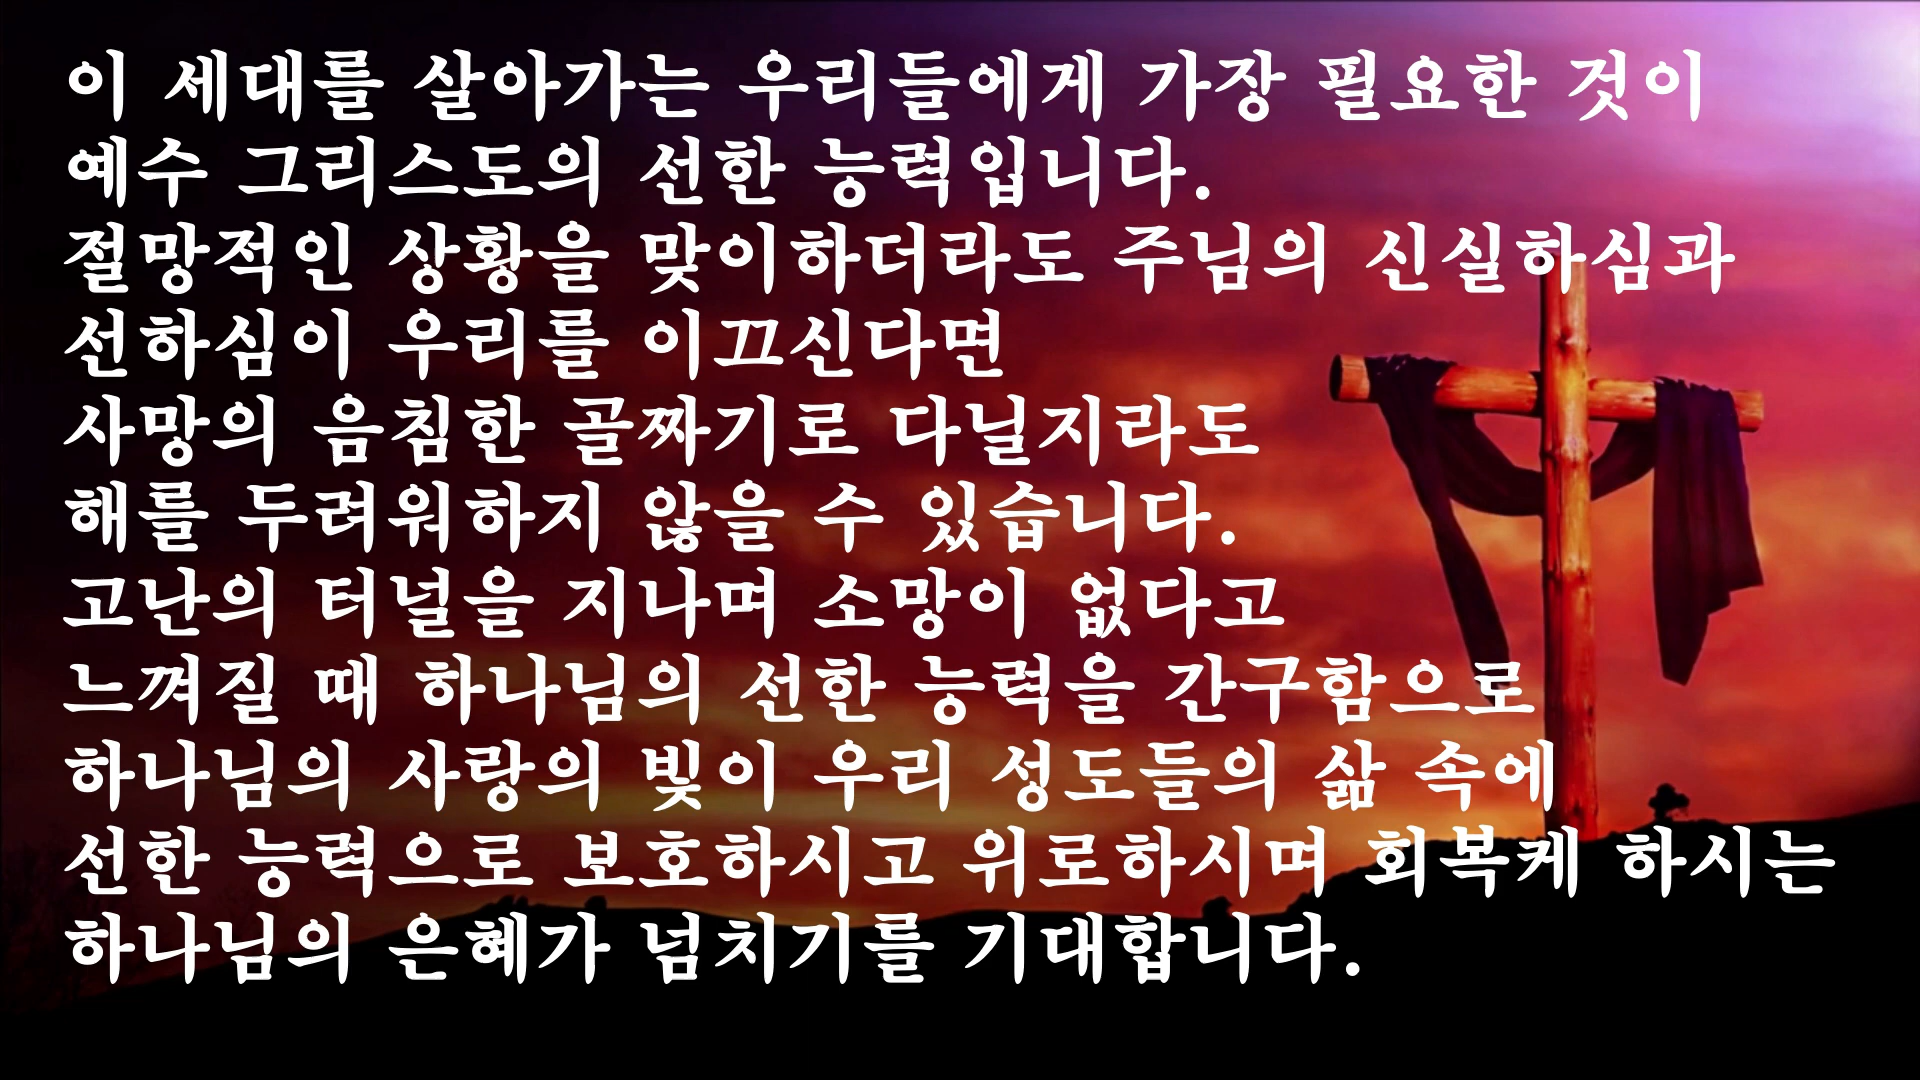 이 세대를 살아가는 우리들에게 가장 필요한 것이
예수 그리스도의 선한 능력입니다.
절망적인 상황을 맞이하더라도 주님의 신실하심과
선하심이 우리를 이끄신다면
사망의 음침한 골짜기로 다닐지라도
해를 두려워하지 않을 수 있습니다.
고난의 터널을 지나며 소망이 없다고
느껴질 때 하나님의 선한 능력을 간구함으로
하나님의 사랑의 빛이 우리 성도들의 삶 속에
선한 능력으로 보호하시고 위로하시며 회복케 하시는
하나님의 은혜가 넘치기를 기대합니다.